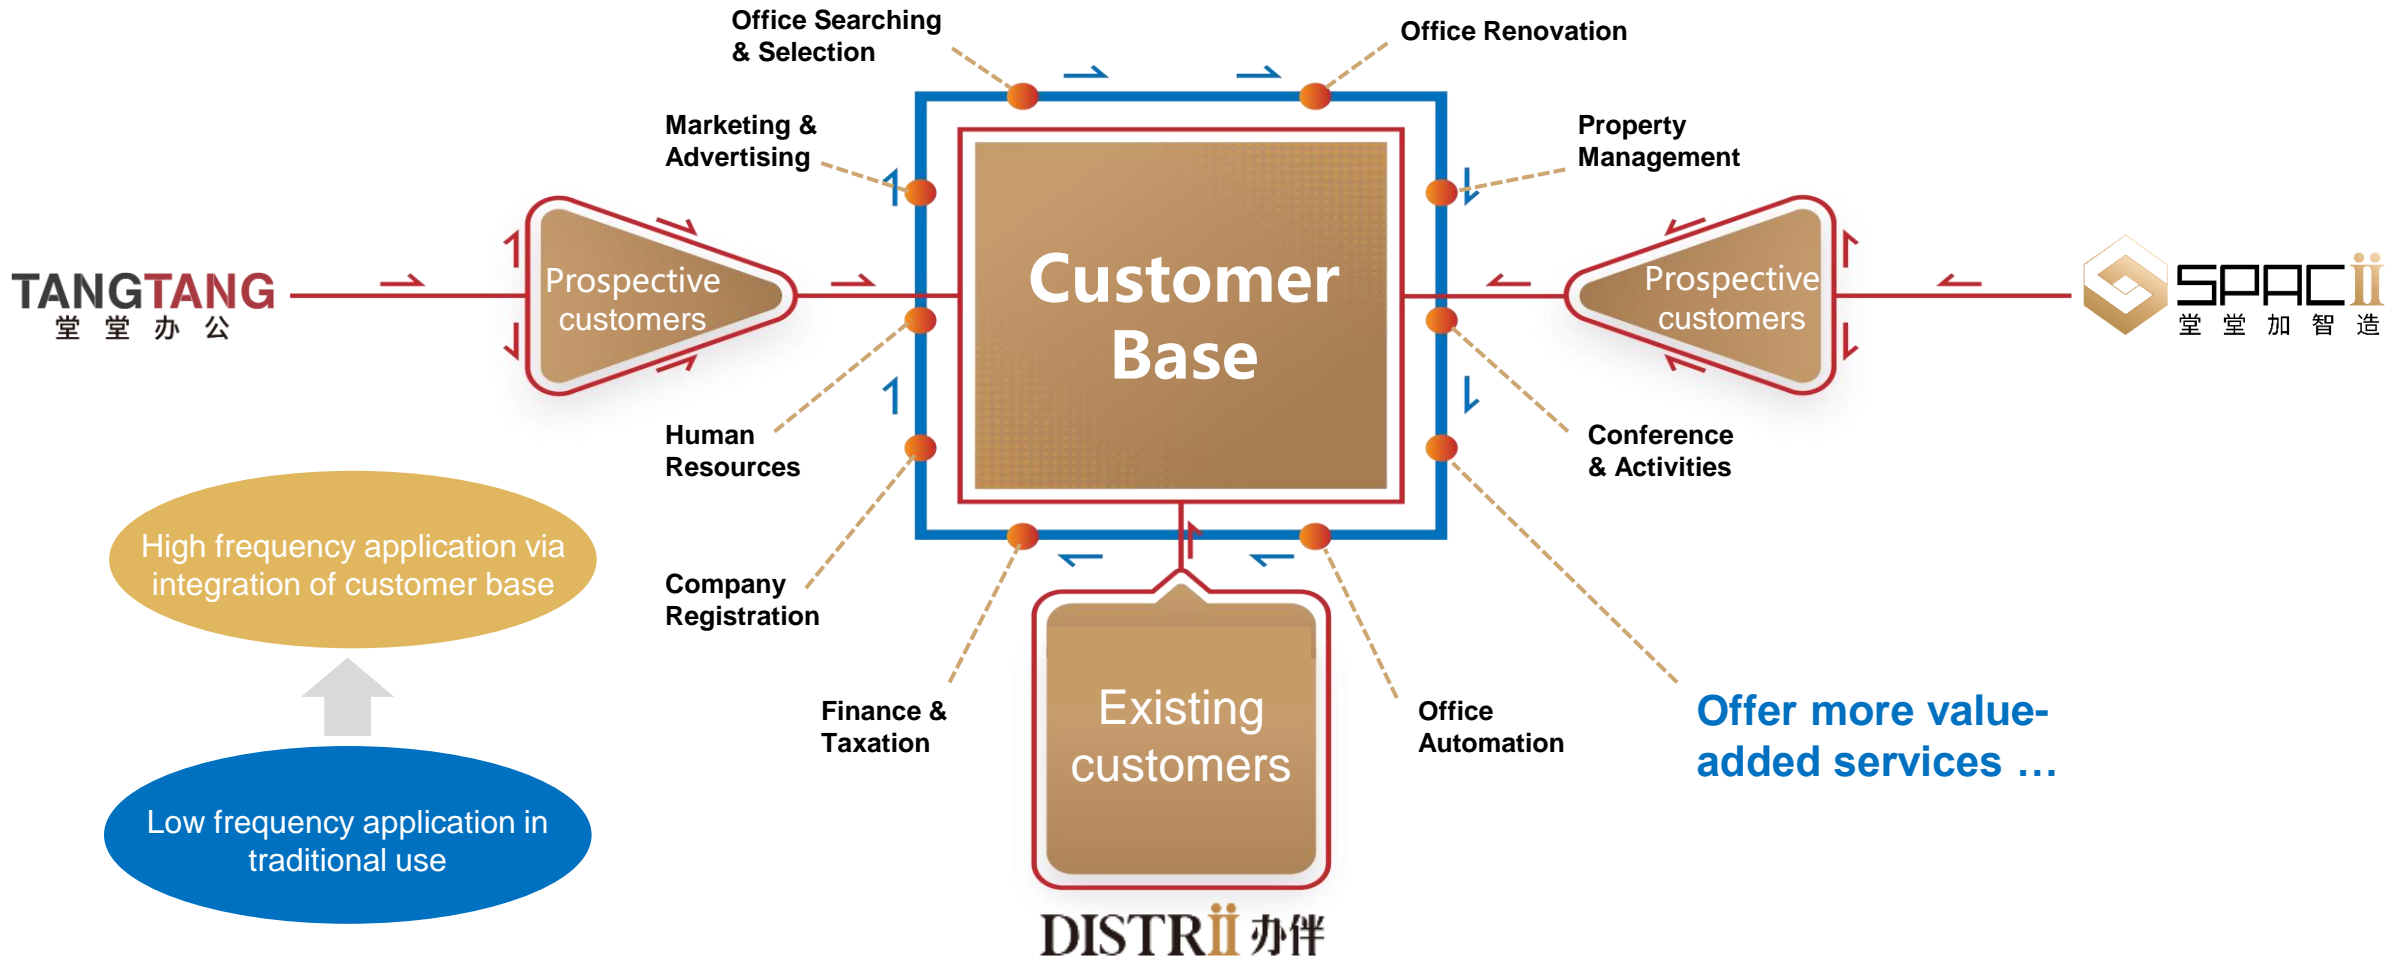 Office Searching
& Selection
Office Renovation
Marketing &
Advertising
Property
Management
Customer
Base
Prospective
customers
Prospective
customers
TANGTANG
堂堂办公
SPACii
堂堂加智造
Human
Resources
Conference
& Activities
High frequency application via
integration of customer base
Company
Registration
Existing
customers
Finance &
Taxation
Office
Automation
Offer more value-
added services ...
Low frequency application in
traditional use
DISTRii 办伴